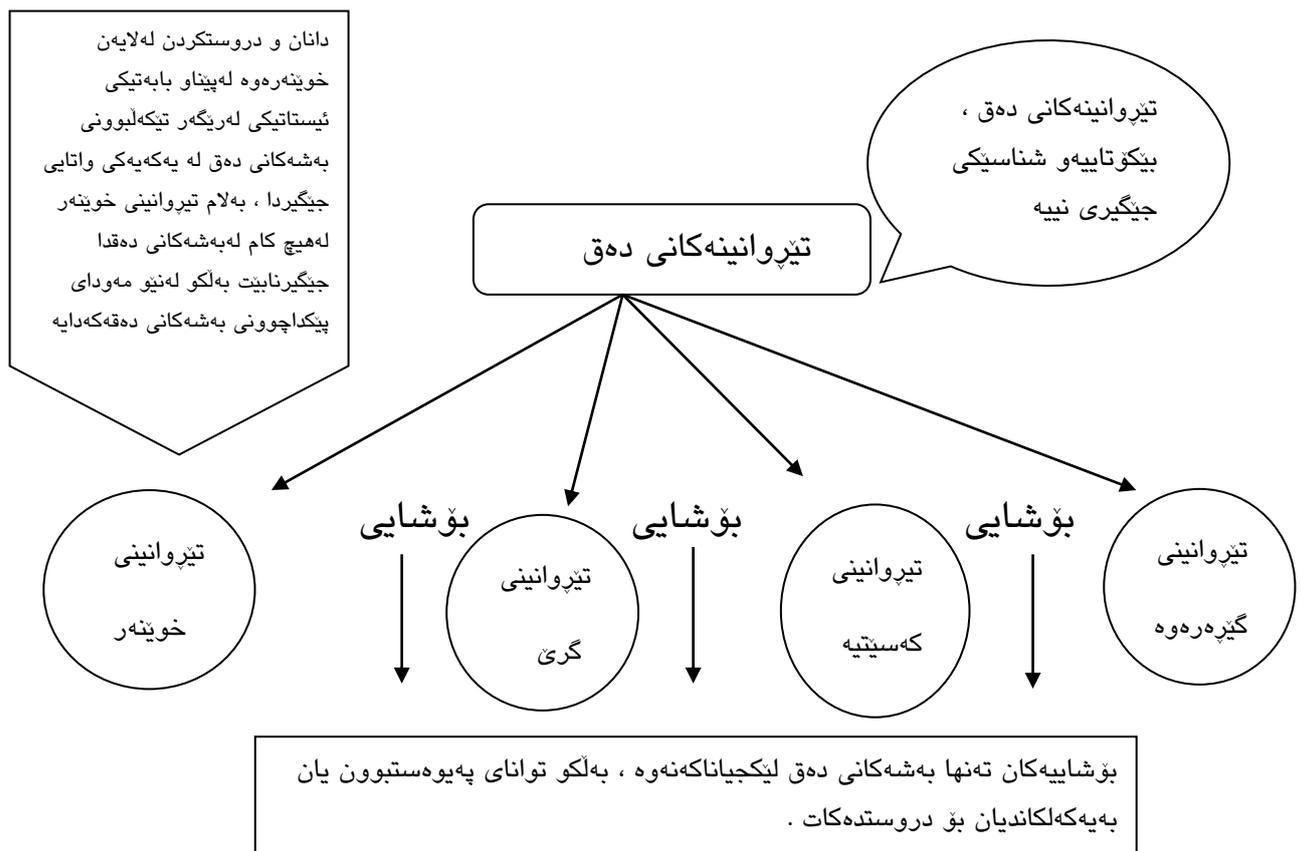 دانان و دروستکردن لەلایەن
خوێنەرەوە لەپێناو بابەتیکی
ئیستاتیکی لەرێگەر تێکەڵبوونی
بەشەکانی دەق لە یەکەیەکی واتایی
جێگیردا ، بەلام تیڕوانینی خوێنەر
لەهیچ کام لەبەشەکانی دەقدا
جێگیرنابێت بەڵکو لەنێو مەودای
پێکداچوونی بەشەکانی دەقەکەدایە
تێڕوانینەکانی دەق ،
بێکۆتاییەو شناسێکی
جێگیری نییە
تێڕوانینەکانی دەق
بۆشایی
بۆشایی
بۆشایی
تێڕوانینی
گێڕەرەوە
تیڕوانینی
کەسێتیە
تێڕوانینی
گرێ
تێڕوانینی
خوێنەر
بۆشاییەکان تەنها بەشەکانی دەق لێکجیاناکەنەوە ، بەڵکو توانای پەیوەستبوون یان
بەیەکەلکاندیان بۆ دروستدەکات .